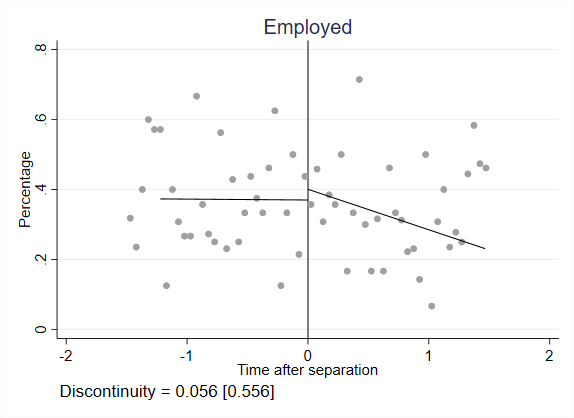 Employed
Percentage
.8
.6
.4
.2
0
-2 -1 0 1 2
Time after separation
Discontinuity = 0.056 [0.556]